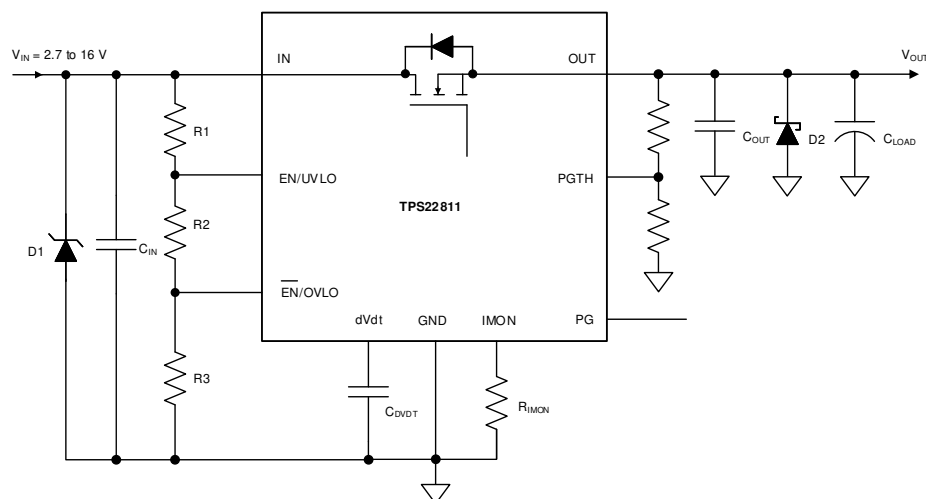 V_IN = 2.7 to 16 V
IN
OUT
V_OUT
R1
C_OUT
D2
C_LOAD
EN/UVLO
PGTH
TPS22811
R2
D1
C_IN
E̅N̅/OVLO
dVdt
GND
IMON
PG
R3
C_DVDT
R_IMON